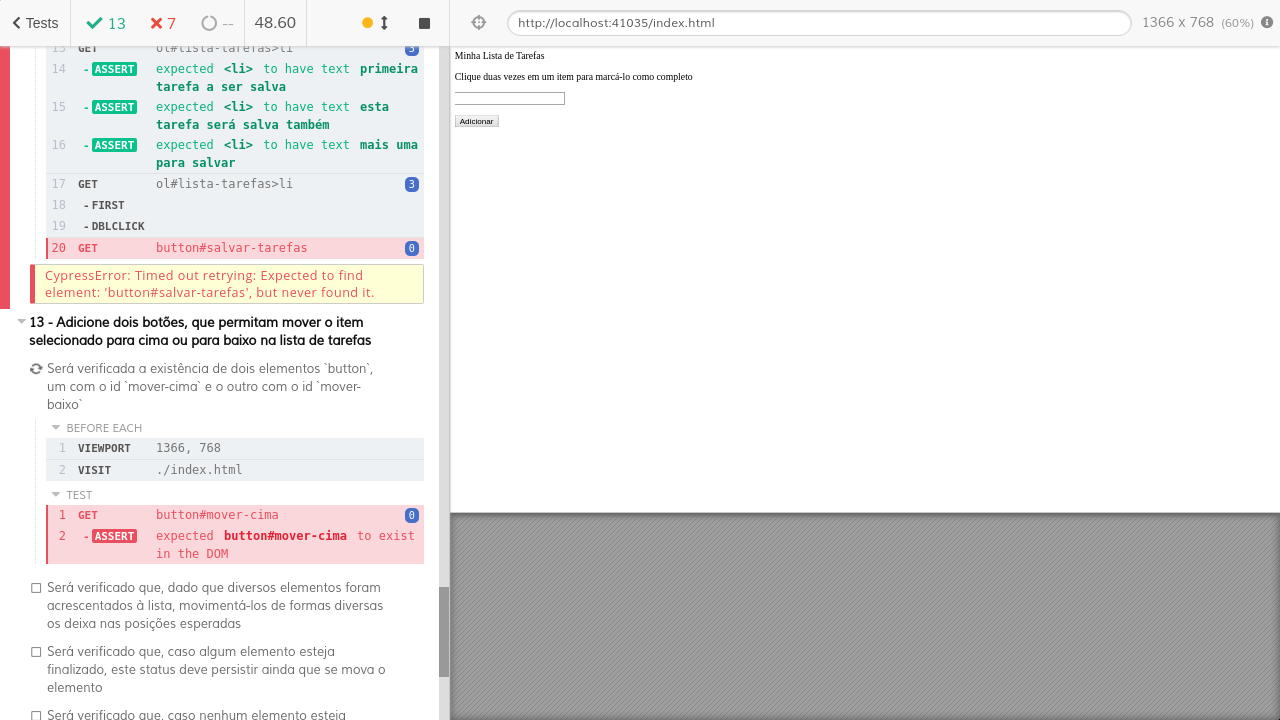 Tests
13
7
--
48.60
http://localhost:41035/index.html
1366 x 768 (60%)
13 GET ol#lista-tarefas>li 3
14 - ASSERT expected <li> to have text primeira
tarefa a ser salva
15 - ASSERT expected <li> to have text esta
tarefa será salva também
16 - ASSERT expected <li> to have text mais uma
para salvar
17 GET ol#lista-tarefas>li 3
18 - FIRST
19 - DBLCLICK
20 GET button#salvar-tarefas 0
CypressError: Timed out retrying: Expected to find
element: 'button#salvar-tarefas', but never found it.
13 - Adicione dois botões, que permitam mover o item
selecionado para cima ou para baixo na lista de tarefas
Será verificada a existência de dois elementos `button`,
um com o id `mover-cima` e o outro com o id `mover-
baixo`
BEFORE EACH
1 VIEWPORT 1366, 768
2 VISIT ./index.html
TEST
1 GET button#mover-cima 0
2 - ASSERT expected button#mover-cima to exist
in the DOM
Será verificado que, dado que diversos elementos foram
acrescentados à lista, movimentá-los de formas diversas
os deixa nas posições esperadas
Será verificado que, caso algum elemento esteja
finalizado, este status deve persistir ainda que se mova o
elemento
Será verificado que, caso nenhum elemento esteja
Minha Lista de Tarefas
Clique duas vezes em um item para marcá-lo como completo
Adicionar